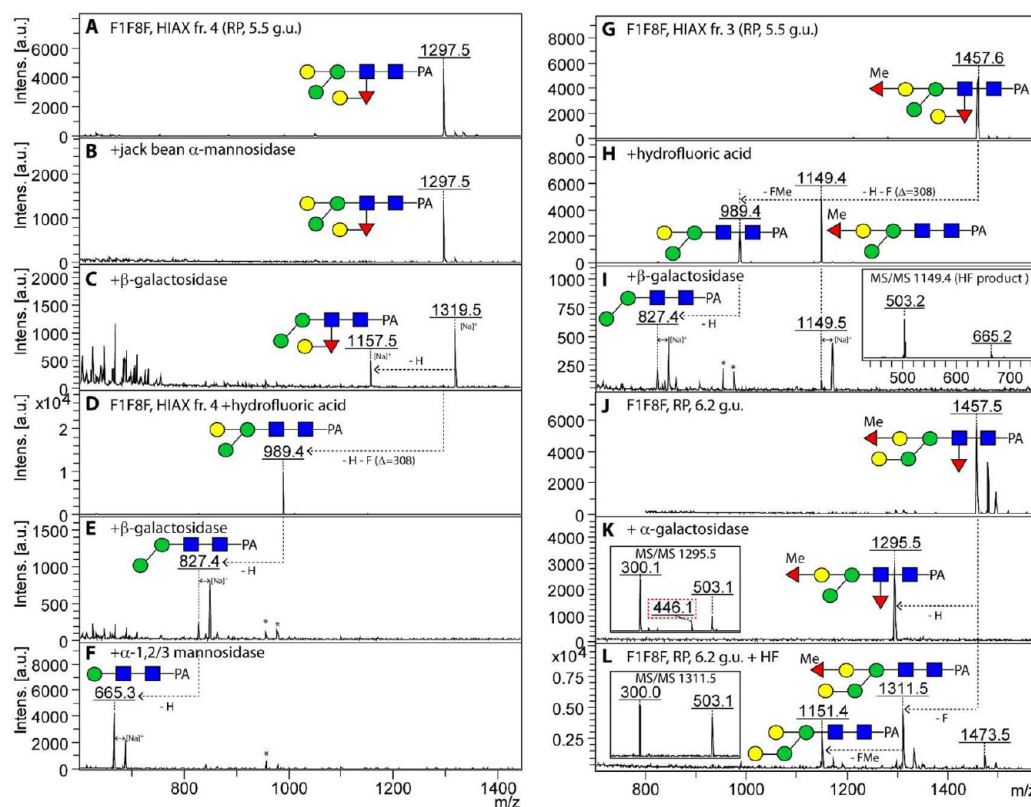 A F1F8F, HIAX fr. 4 (RP, 5.5 g.u.)
Intens. [a.u.]
6000
4000
2000
0
1297.5
PA
B +jack bean α-mannosidase
2000
1000
0
1297.5
PA
C +β-galactosidase
Intens. [a.u.]
2000
1500
1000
500
0
PA
1319.5
[Na]+
1157.5
[Na]+
- H
D F1F8F, HIAX fr. 4 +hydrofluoric acid
x10^4
2
1
0
PA
989.4
- H - F (Δ=308)
E +β-galactosidase
Intens. [a.u.]
1500
1000
500
0
PA
827.4
- H
[Na]+
* *
F +α-1,2/3 mannosidase
8000
6000
4000
2000
0
PA
665.3
- H
[Na]+
*
800 1000 1200 1400
m/z
G F1F8F, HIAX fr. 3 (RP, 5.5 g.u.)
8000
6000
4000
2000
0
1457.6
Me
PA
H +hydrofluoric acid
8000
6000
4000
2000
0
1149.4
- FMe
- H - F (Δ=308)
989.4
Me
PA
PA
I +β-galactosidase
1000
750
500
250
PA
827.4
- H
[Na]+
* *
1149.5
[Na]+
MS/MS 1149.4 (HF product )
503.2
665.2
500 600 700
J F1F8F, RP, 6.2 g.u.
6000
4000
2000
0
1457.5
Me
PA
K + α-galactosidase
4000
3000
2000
1000
0
MS/MS 1295.5
300.1
446.1
503.1
1295.5
Me
PA
- H
L F1F8F, RP, 6.2 g.u. + HF
x10^4
0.75
0.5
0.25
MS/MS 1311.5
300.0
503.1
Me
PA
1311.5
- F
PA
1151.4
- FMe
1473.5
800 1000 1200 1400
m/z